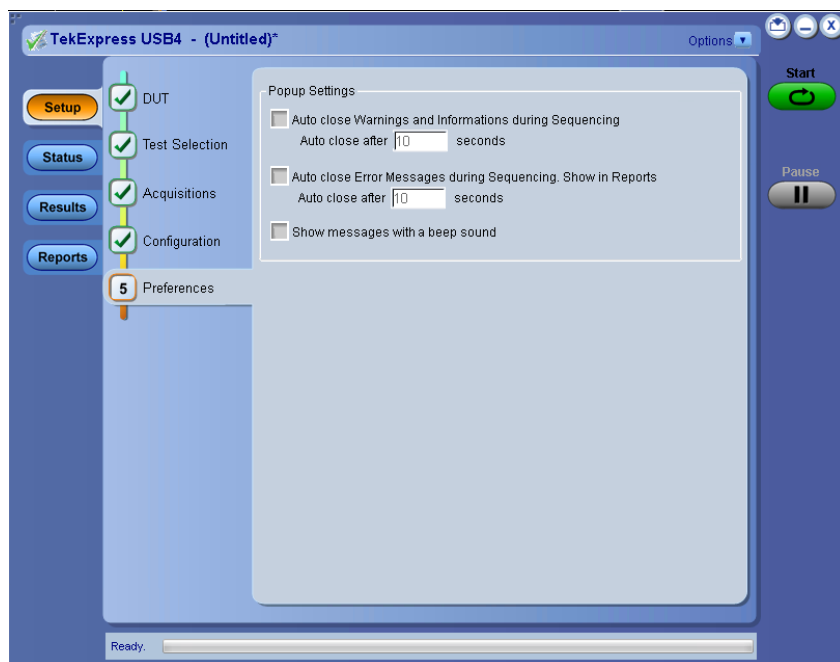 TekExpress USB4 - (Untitled)*
Options
Start
Pause
Setup
Status
Results
Reports
DUT
Test Selection
Acquisitions
Configuration
5 Preferences
Popup Settings
Auto close Warnings and Informations during Sequencing
Auto close after 10 seconds
Auto close Error Messages during Sequencing. Show in Reports
Auto close after 10 seconds
Show messages with a beep sound
Ready.